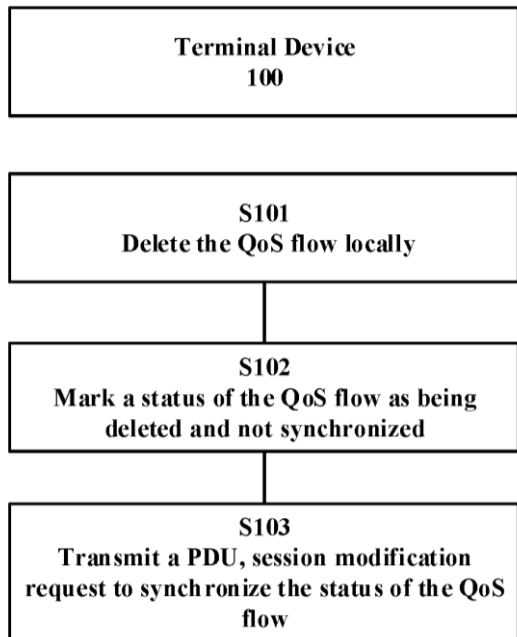 Terminal Device
100
S101
Delete the QoS flow locally
S102
Mark a status of the QoS flow as being
deleted and not synchronized
S103
Transmit a PDU, session modification
request to synchronize the status of the QoS
flow